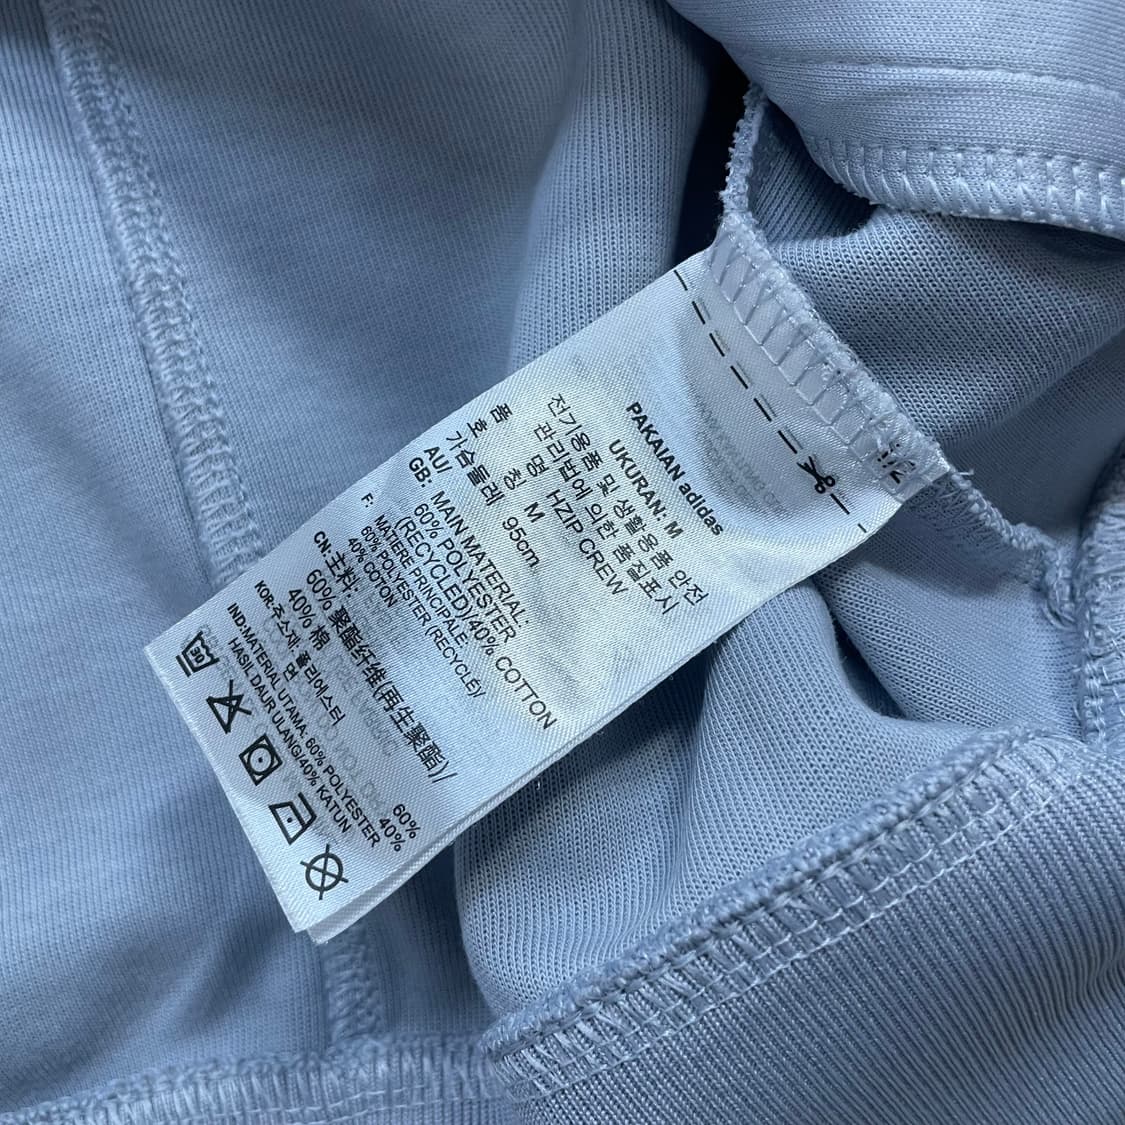 PAKAIAN adidas
UKURAN: M
전기용품 및 생활용품 안전
관리법에 의한 품질표시
품 명 HZIP CREW
호 칭 M
가슴둘레 95cm
AU/
GB: MAIN MATERIAL:
60% POLYESTER
(RECYCLED)/40% COTTON
F: MATIERE PRINCIPALE:
60% POLYESTER (RECYCLÉ)/
40% COTON
CN:主料:
60% 聚酯纤维(再生聚酯)/
40% 棉
KOR:주소재: 폴리에스터 60%
면 40%
IND:MATERIAL UTAMA: 60% POLYESTER
HASIL DAUR ULANG/40% KATUN
30